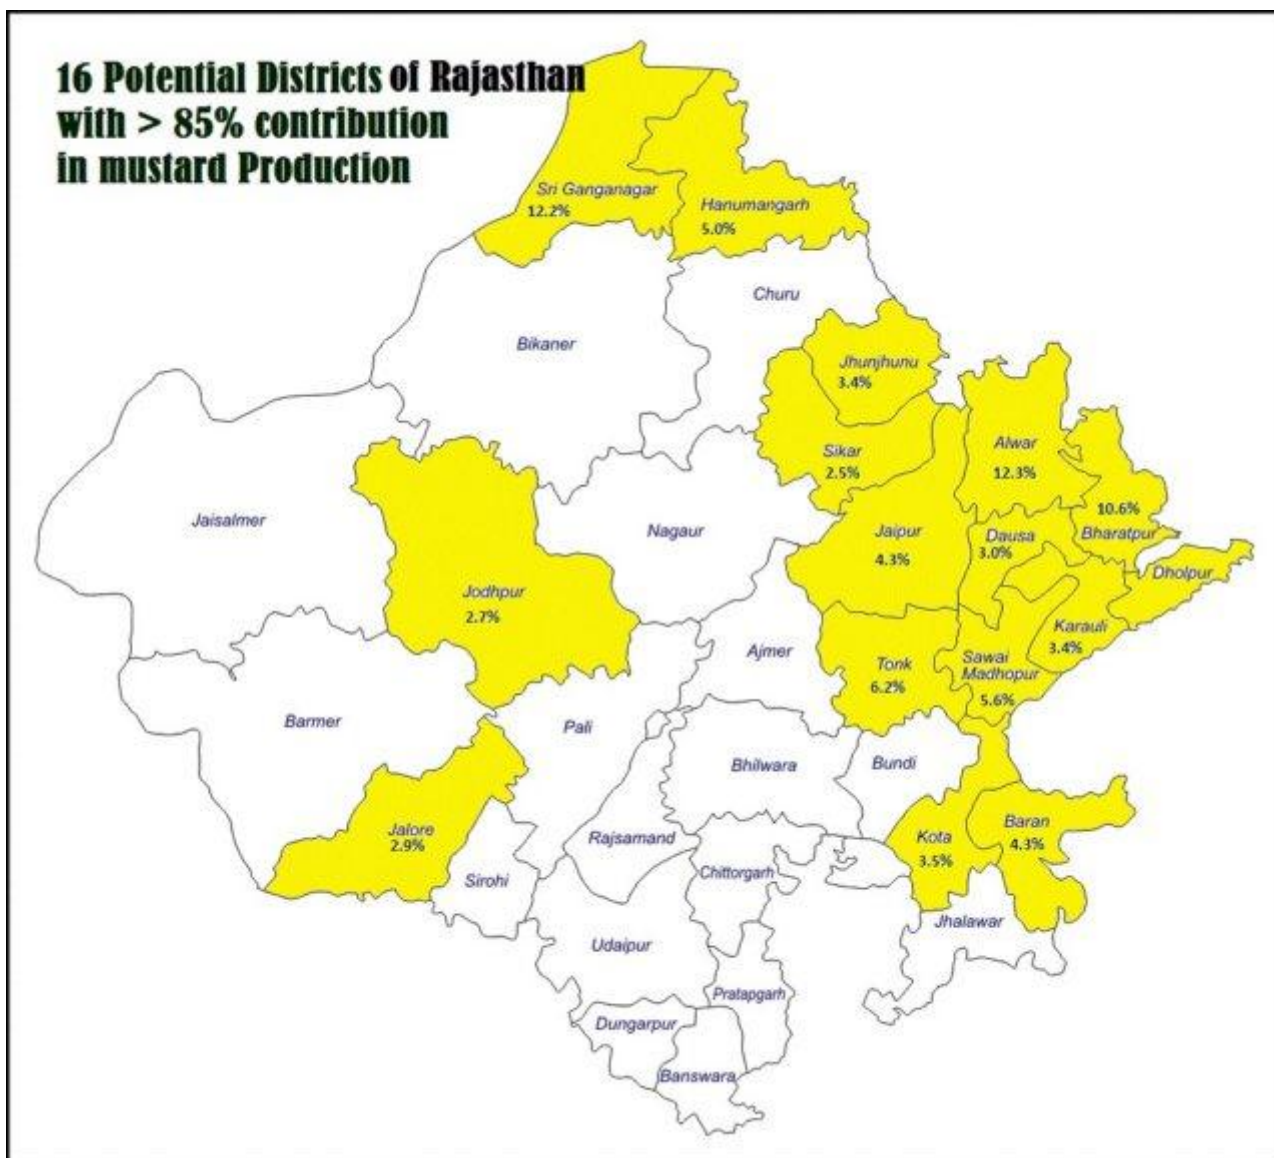 16 Potential Districts of Rajasthan
with > 85% contribution
in mustard Production
Sri Ganganagar
12.2%
Hanumangarh
5.0%
Churu
Bikaner
Jhunjhunu
3.4%
Sikar
2.5%
Alwar
12.3%
10.6%
Bharatpur
Jaisalmer
Nagaur
Jaipur
4.3%
Dausa
3.0%
Dholpur
Jodhpur
2.7%
Karauli
3.4%
Ajmer
Tonk
6.2%
Sawai
Madhopur
5.6%
Barmer
Pali
Bhilwara
Bundi
Jalore
2.9%
Rajsamand
Kota
3.5%
Baran
4.3%
Sirohi
Chittorgarh
Jhalawar
Udaipur
Pratapgarh
Dungarpur
Banswara